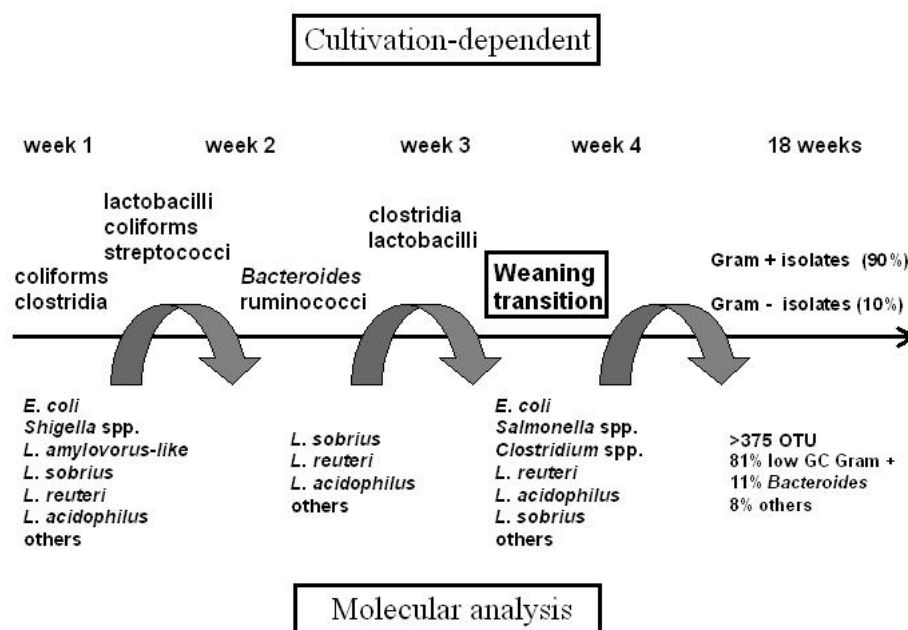 Cultivation-dependent
week 1 week 2 week 3 week 4 18 weeks
lactobacilli
coliforms
streptococci
clostridia
lactobacilli
coliforms
clostridia
Bacteroides
ruminococci
Weaning
transition
Gram + isolates (90%)
Gram - isolates (10%)
E. coli
Shigella spp.
L. amylovorus-like
L. sobrius
L. reuteri
L. acidophilus
others
L. sobrius
L. reuteri
L. acidophilus
others
E. coli
Salmonella spp.
Clostridium spp.
L. reuteri
L. acidophilus
L. sobrius
others
>375 OTU
81% low GC Gram +
11% Bacteroides
8% others
Molecular analysis